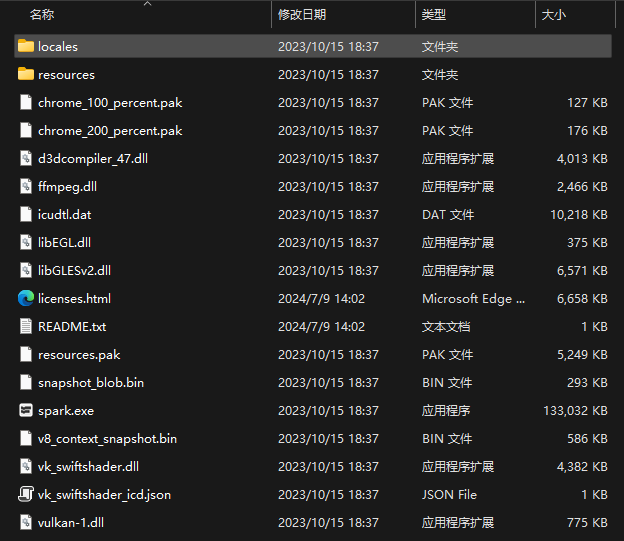 名称 修改日期 类型 大小
locales 2023/10/15 18:37 文件夹
resources 2023/10/15 18:37 文件夹
chrome_100_percent.pak 2023/10/15 18:37 PAK 文件 127 KB
chrome_200_percent.pak 2023/10/15 18:37 PAK 文件 176 KB
d3dcompiler_47.dll 2023/10/15 18:37 应用程序扩展 4,013 KB
ffmpeg.dll 2023/10/15 18:37 应用程序扩展 2,466 KB
icudtl.dat 2023/10/15 18:37 DAT 文件 10,218 KB
libEGL.dll 2023/10/15 18:37 应用程序扩展 375 KB
libGLESv2.dll 2023/10/15 18:37 应用程序扩展 6,571 KB
licenses.html 2024/7/9 14:02 Microsoft Edge ... 6,658 KB
README.txt 2024/7/9 14:02 文本文档 1 KB
resources.pak 2023/10/15 18:37 PAK 文件 5,249 KB
snapshot_blob.bin 2023/10/15 18:37 BIN 文件 293 KB
spark.exe 2023/10/15 18:37 应用程序 133,032 KB
v8_context_snapshot.bin 2023/10/15 18:37 BIN 文件 586 KB
vk_swiftshader.dll 2023/10/15 18:37 应用程序扩展 4,382 KB
vk_swiftshader_icd.json 2023/10/15 18:37 JSON File 1 KB
vulkan-1.dll 2023/10/15 18:37 应用程序扩展 775 KB